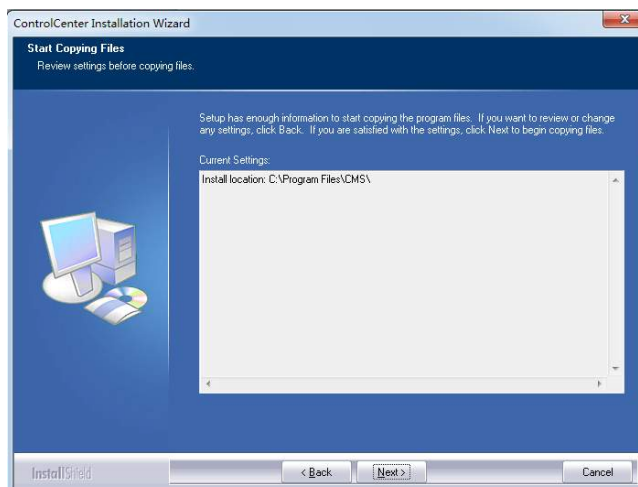 ControlCenter Installation Wizard
Start Copying Files
Review settings before copying files.
Setup has enough information to start copying the program files. If you want to review or change
any settings, click Back. If you are satisfied with the settings, click Next to begin copying files.
Current Settings:
Install location: C:\Program Files\CMS\
InstallShield
< Back
Next >
Cancel